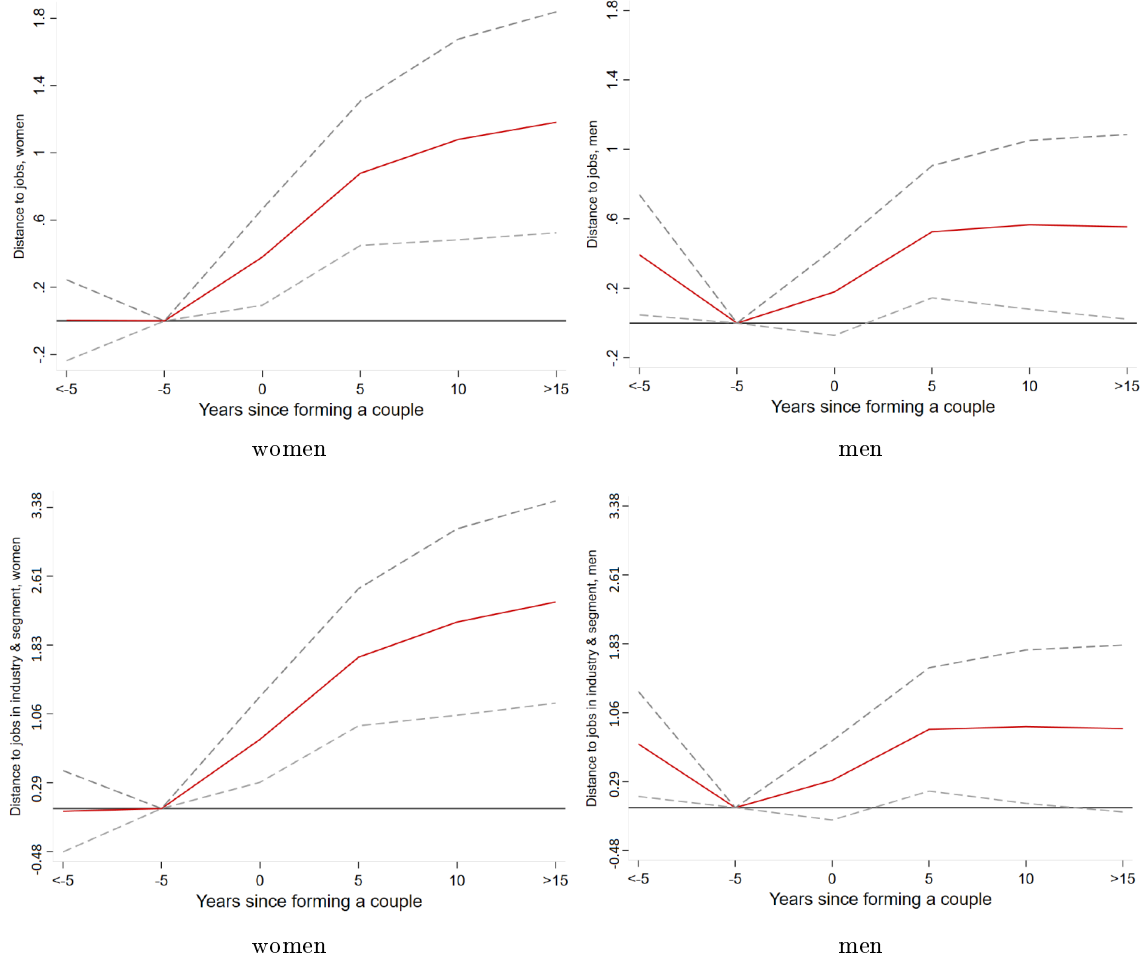 Distance to jobs, women
1.8
1.4
1
.6
.2
-.2
<-5 -5 0 5 10 >15
Years since forming a couple
women
Distance to jobs, men
1.8
1.4
1
.6
.2
-.2
<-5 -5 0 5 10 >15
Years since forming a couple
men
Distance to jobs in industry & segment, women
3.38
2.61
1.83
1.06
0.29
-0.48
<-5 -5 0 5 10 >15
Years since forming a couple
women
Distance to jobs in industry & segment, men
3.38
2.61
1.83
1.06
0.29
-0.48
<-5 -5 0 5 10 >15
Years since forming a couple
men